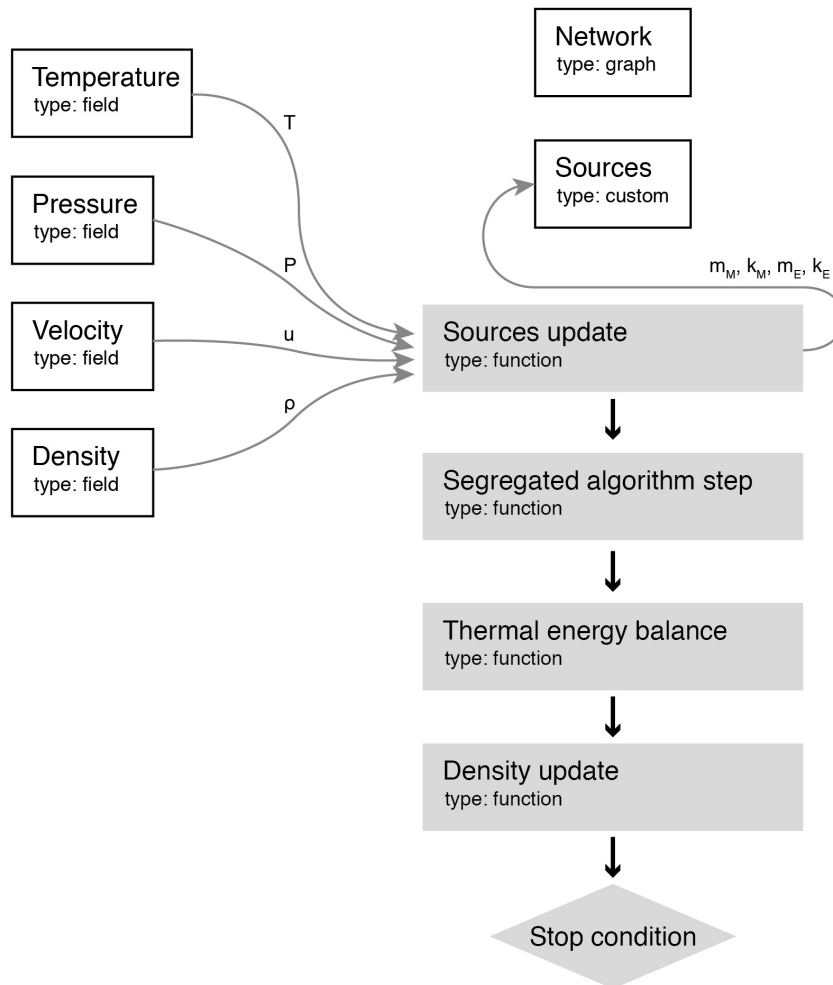 Network
type: graph
Temperature
type: field
T
Sources
type: custom
Pressure
type: field
P
m_M, k_M, m_E, k_E
Velocity
type: field
u
Sources update
type: function
ρ
Density
type: field
Segregated algorithm step
type: function
Thermal energy balance
type: function
Density update
type: function
Stop condition